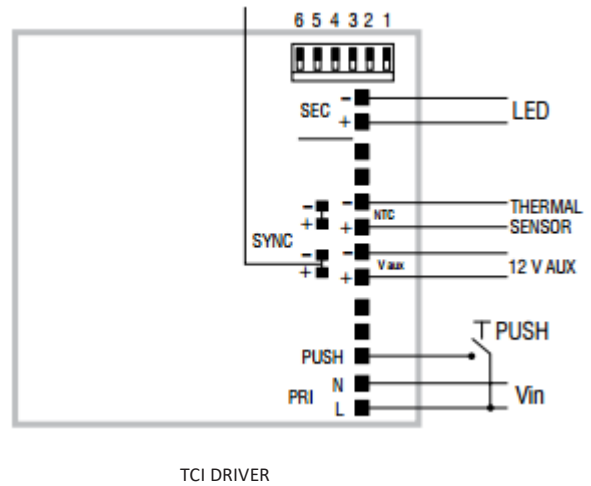 6 5 4 3 2 1
SEC - +
LED
- +
NTC
THERMAL
SENSOR
SYNC
- +
- +
- +
V aux
12 V AUX
PUSH
PUSH
PRI
N
L
Vin
TCI DRIVER